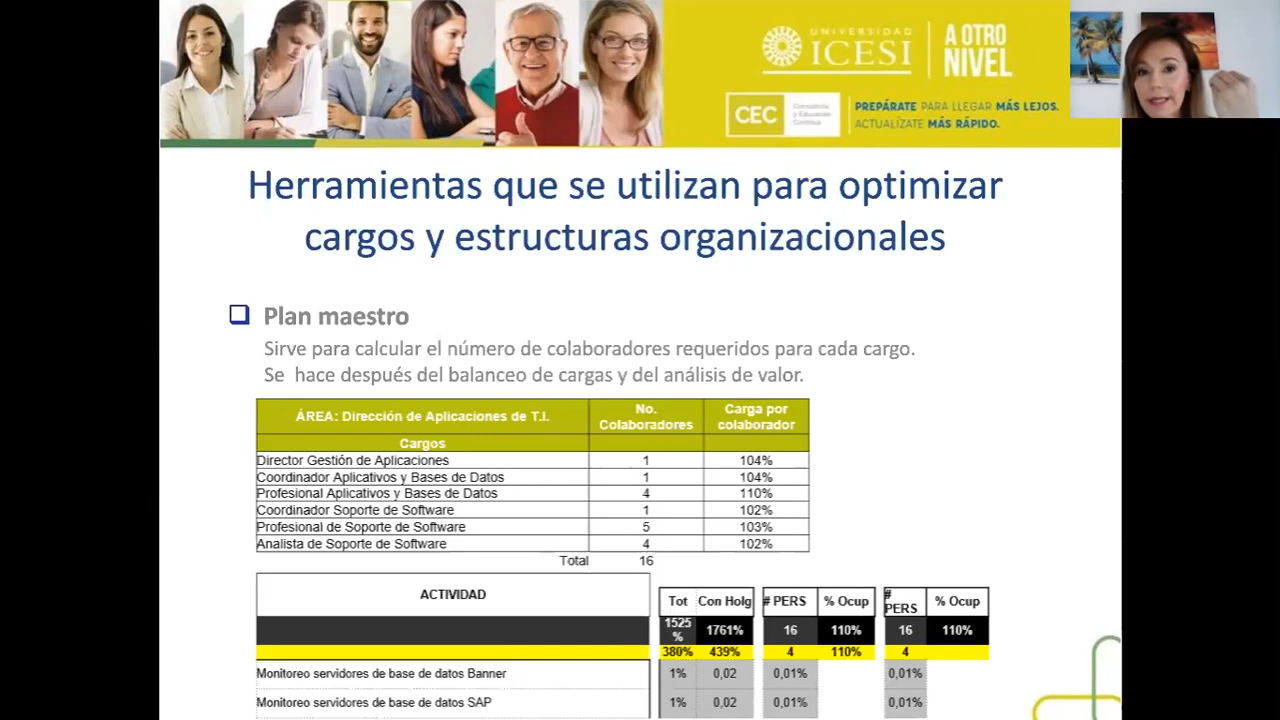 UNIVERSIDAD
ICESI
A OTRO
NIVEL
CEC
Consultoría
y Educación
Continua
PREPÁRATE PARA LLEGAR MÁS LEJOS.
ACTUALÍZATE MÁS RÁPIDO.
Herramientas que se utilizan para optimizar
cargos y estructuras organizacionales
Plan maestro
Sirve para calcular el número de colaboradores requeridos para cada cargo.
Se hace después del balanceo de cargas y del análisis de valor.
ÁREA: Dirección de Aplicaciones de T.I. No. Colaboradores Carga por colaborador
Cargos
Director Gestión de Aplicaciones 1 104%
Coordinador Aplicativos y Bases de Datos 1 104%
Profesional Aplicativos y Bases de Datos 4 110%
Coordinador Soporte de Software 1 102%
Profesional de Soporte de Software 5 103%
Analista de Soporte de Software 4 102%
Total 16
ACTIVIDAD Tot Con Holg # PERS % Ocup # PERS % Ocup
1525 % 1761% 16 110% 16 110%
380% 439% 4 110% 4
Monitoreo servidores de base de datos Banner 1% 0,02 0,01% 0,01%
Monitoreo servidores de base de datos SAP 1% 0,02 0,01% 0,01%